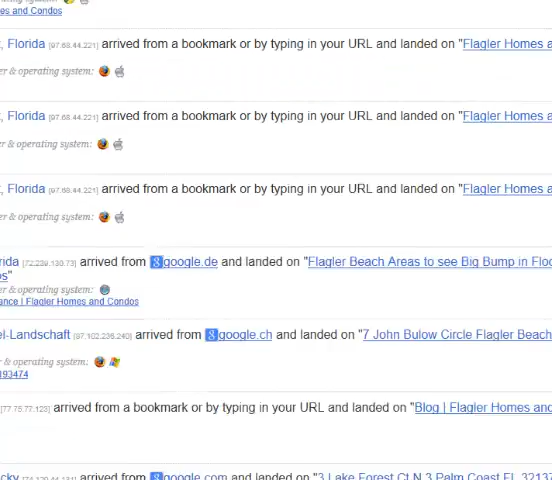 es and Condos
, Florida [97.68.44.221] arrived from a bookmark or by typing in your URL and landed on "Flagler Homes a
er & operating system:
, Florida [97.68.44.221] arrived from a bookmark or by typing in your URL and landed on "Flagler Homes a
er & operating system:
, Florida [97.68.44.221] arrived from a bookmark or by typing in your URL and landed on "Flagler Homes a
er & operating system:
rida [72.239.130.73] arrived from google.de and landed on "Flagler Beach Areas to see Big Bump in Floo
s"
er & operating system:
ance | Flagler Homes and Condos
el-Landschaft [87.102.236.240] arrived from google.ch and landed on "7 John Bulow Circle Flagler Beach
er & operating system:
193474
[77.75.77.123] arrived from a bookmark or by typing in your URL and landed on "Blog | Flagler Homes and
cky [74.129.44.131] arrived from google.com and landed on "3 Lake Forest Ct N 3 Palm Coast FL 32137